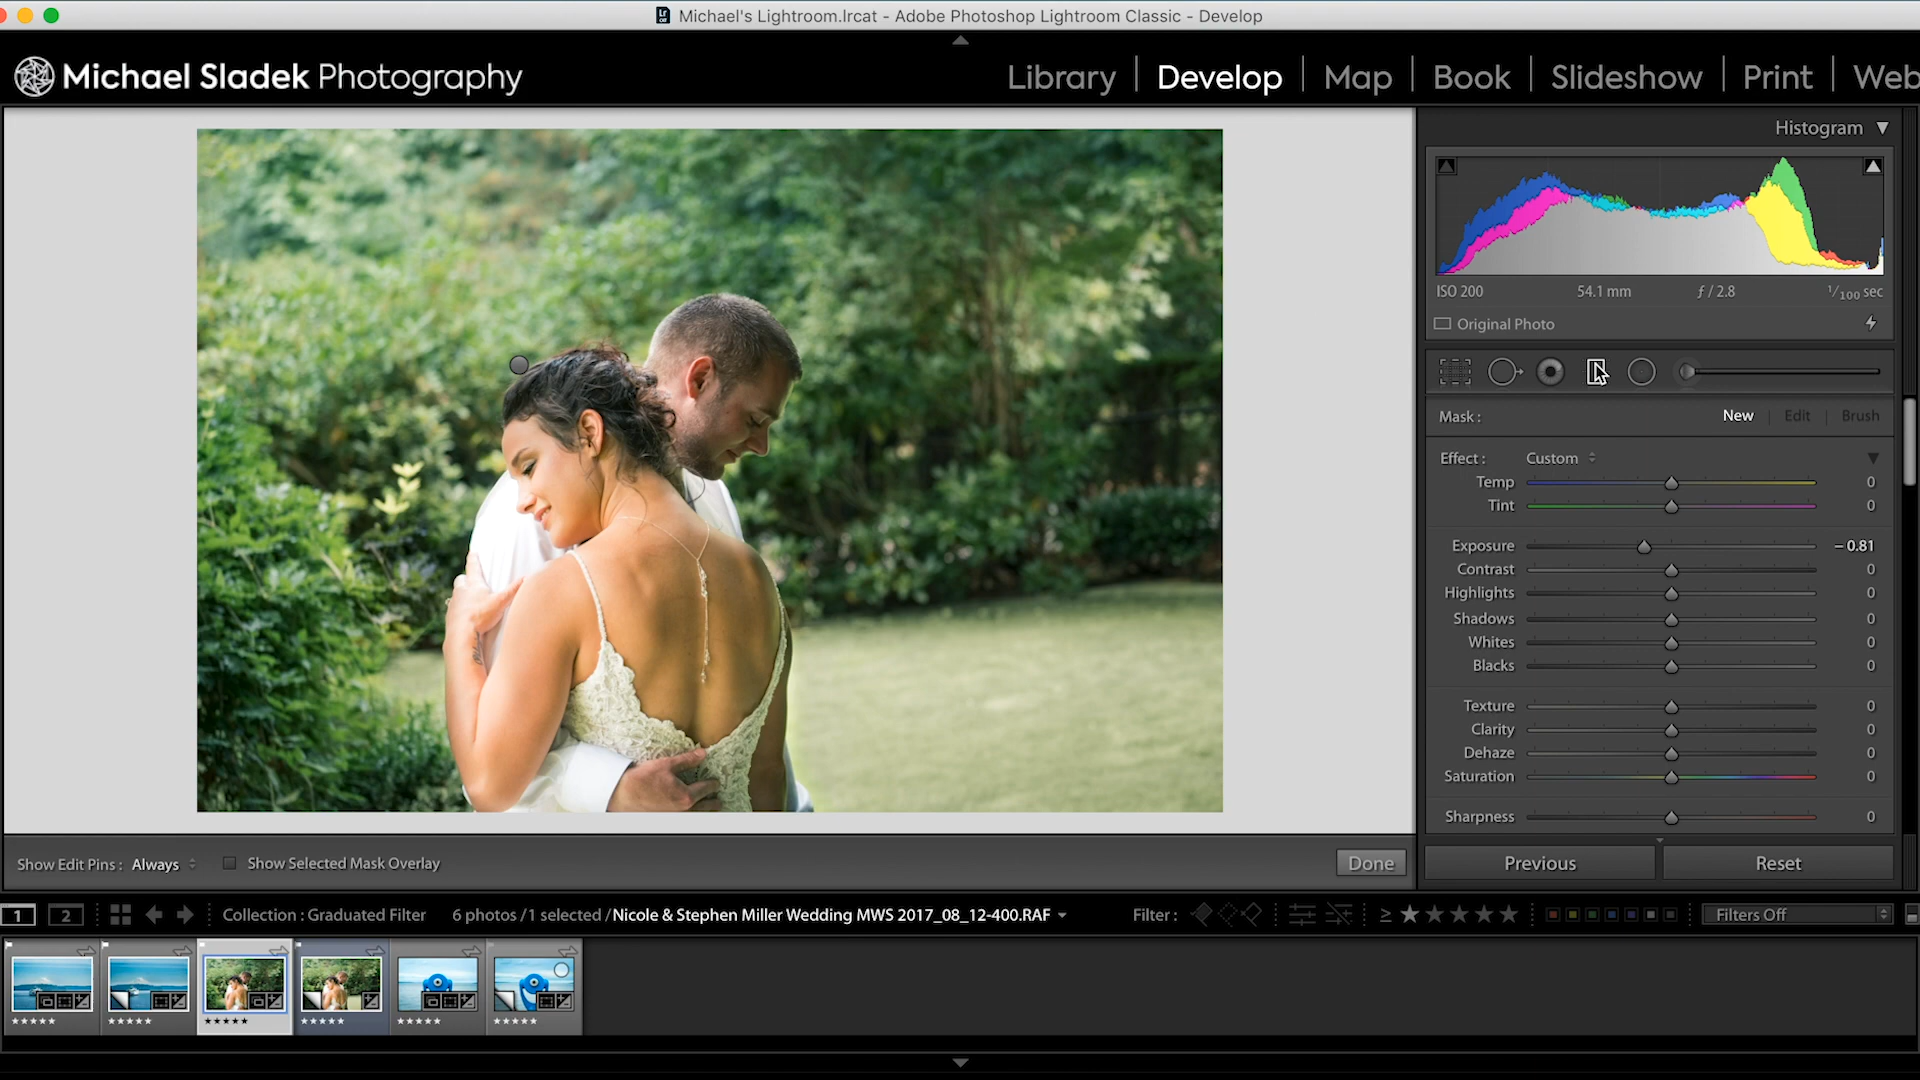 Michael's Lightroom.lrcat - Adobe Photoshop Lightroom Classic - Develop
Michael Sladek Photography
Library | Develop | Map | Book | Slideshow | Print | Web
Histogram
ISO 200 54.1 mm ƒ / 2.8 1/100 sec
Original Photo
Mask : New | Edit | Brush
Effect : Custom
Temp 0
Tint 0
Exposure – 0.81
Contrast 0
Highlights 0
Shadows 0
Whites 0
Blacks 0
Texture 0
Clarity 0
Dehaze 0
Saturation 0
Sharpness 0
Show Edit Pins : Always Show Selected Mask Overlay Done Previous Reset
1 2 Collection : Graduated Filter 6 photos / 1 selected / Nicole & Stephen Miller Wedding MWS 2017_08_12-400.RAF Filter : ≥ ★★★★★ Filters Off